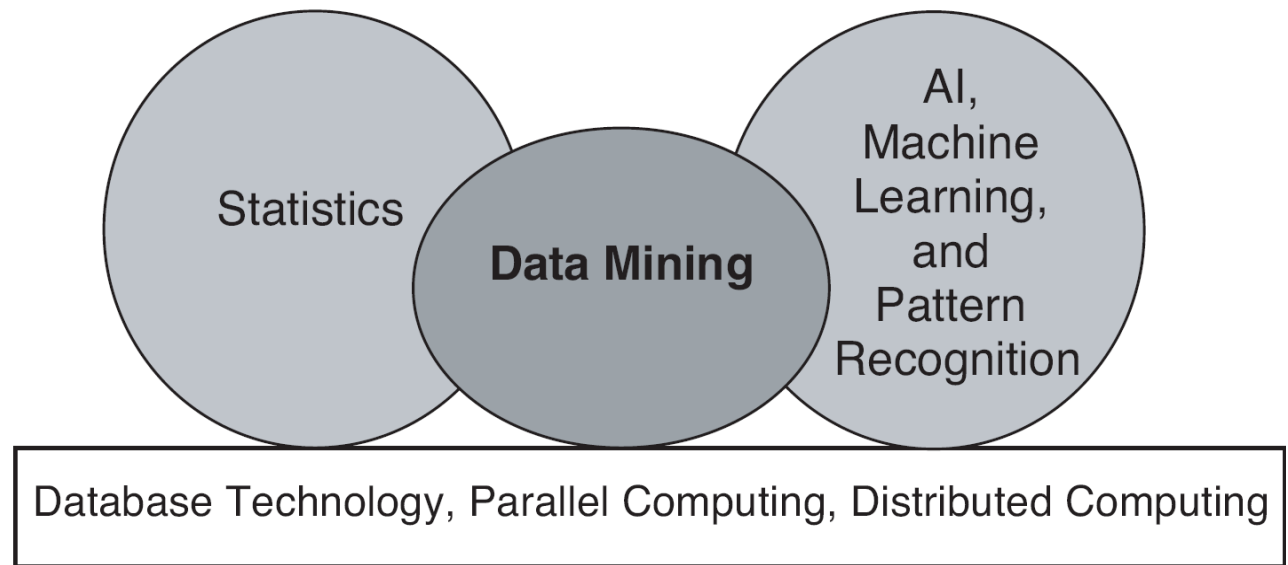 Statistics
Data Mining
AI,
Machine
Learning,
and
Pattern
Recognition
Database Technology, Parallel Computing, Distributed Computing